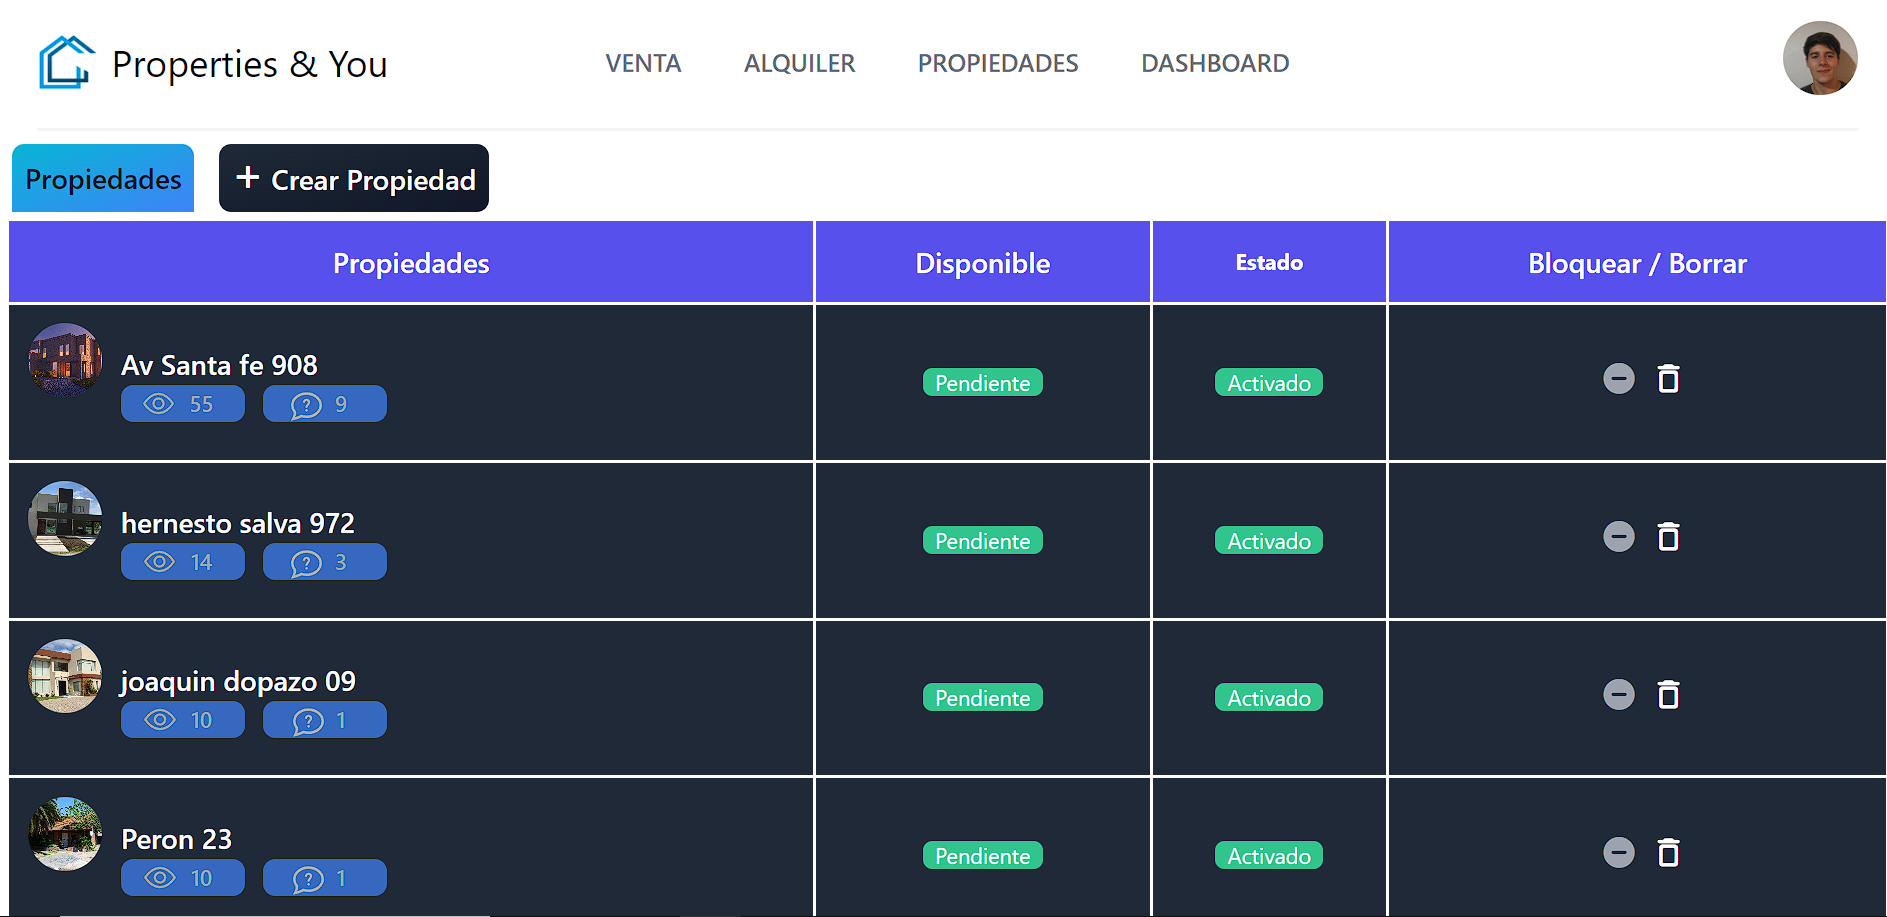 Properties & You
VENTA ALQUILER PROPIEDADES DASHBOARD
Propiedades + Crear Propiedad
Propiedades Disponible Estado Bloquear / Borrar
Av Santa fe 908
55 ? 9
Pendiente Activado
hernesto salva 972
14 ? 3
Pendiente Activado
joaquin dopazo 09
10 ? 1
Pendiente Activado
Peron 23
10 ? 1
Pendiente Activado